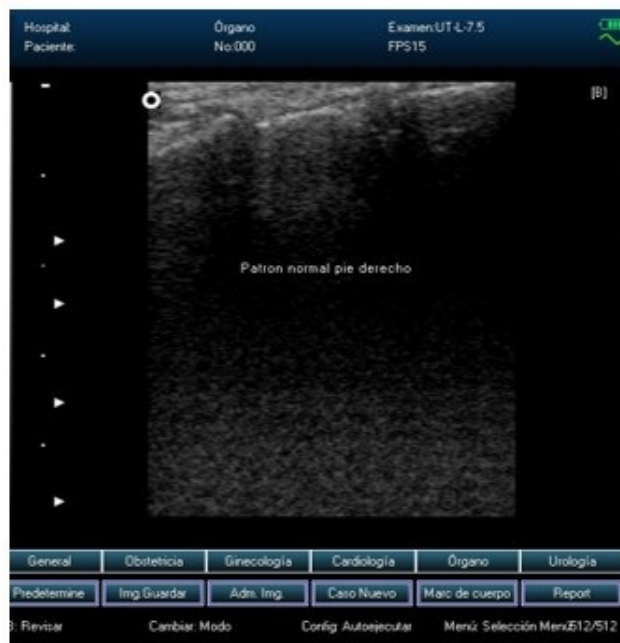 Hospital: Órgano Examen:UT-L-7.5
Paciente: No:000 FPS15
[B]
Patron normal pie derecho
General Obstetricia Ginecología Cardiología Órgano Urología
Predetermine Img.Guardar Adm. Img. Caso Nuevo Marc de cuerpo Report
3: Revisar Cambiar: Modo Config: Autoejecutar Menú: Selección Menú 512/512